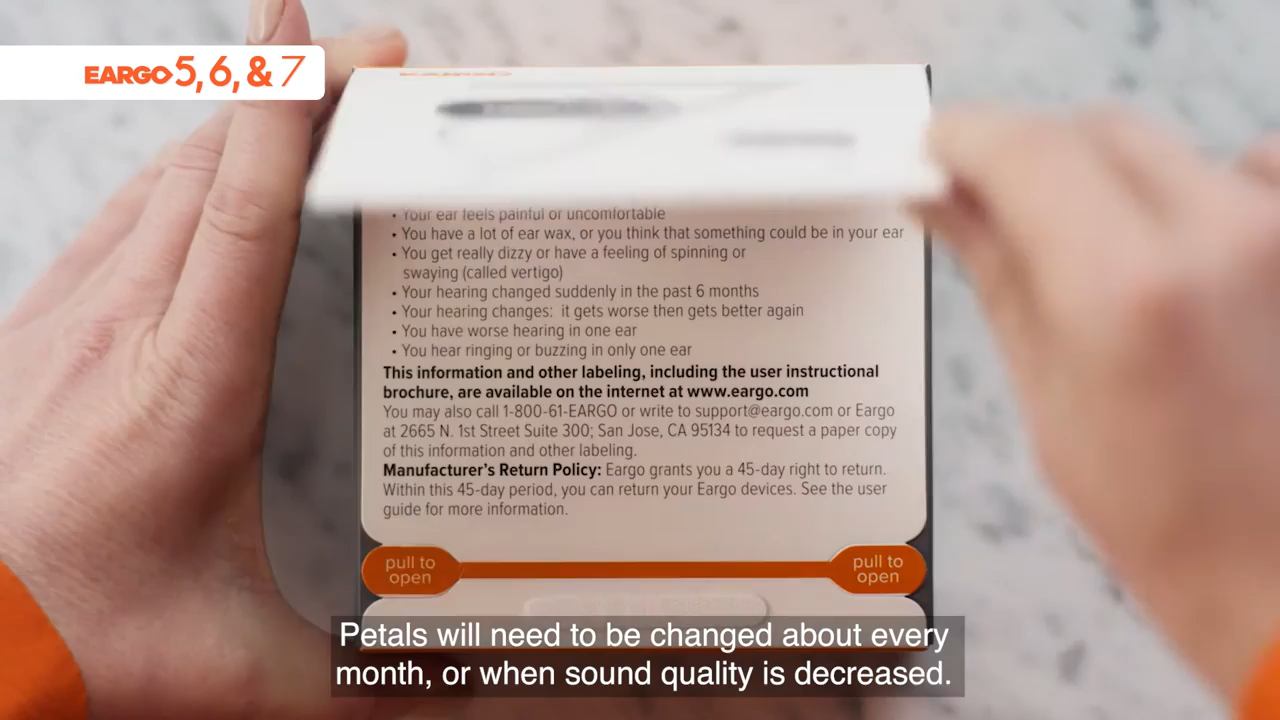 EARGO 5, 6, & 7
• Your ear feels painful or uncomfortable
• You have a lot of ear wax, or you think that something could be in your ear
• You get really dizzy or have a feeling of spinning or
swaying (called vertigo)
• Your hearing changed suddenly in the past 6 months
• Your hearing changes: it gets worse then gets better again
• You have worse hearing in one ear
• You hear ringing or buzzing in only one ear
This information and other labeling, including the user instructional
brochure, are available on the internet at www.eargo.com
You may also call 1-800-61-EARGO or write to support@eargo.com or Eargo
at 2665 N. 1st Street Suite 300; San Jose, CA 95134 to request a paper copy
of this information and other labeling.
Manufacturer's Return Policy: Eargo grants you a 45-day right to return.
Within this 45-day period, you can return your Eargo devices. See the user
guide for more information.
pull to
open
pull to
open
Petals will need to be changed about every
month, or when sound quality is decreased.